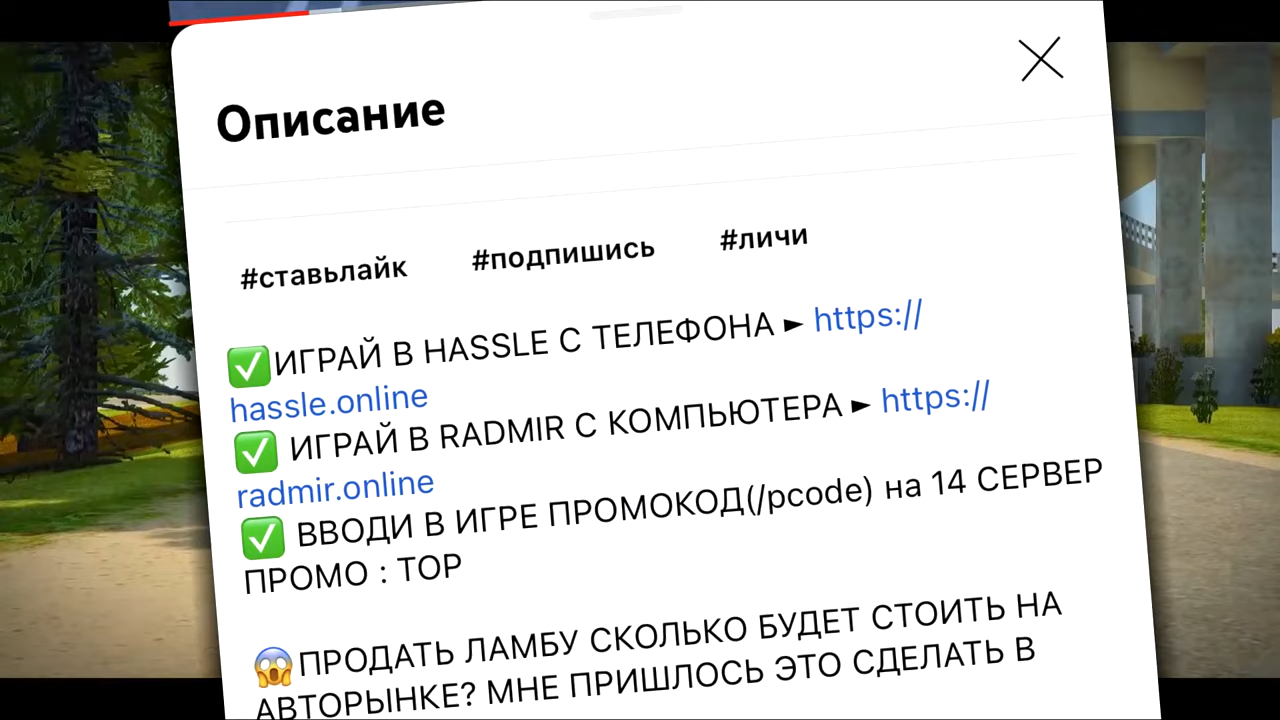 Описание
#ставьлайк #подпишись #личи
✅ИГРАЙ В HASSLE С ТЕЛЕФОНА ► https://
hassle.online
✅ ИГРАЙ В RADMIR С КОМПЬЮТЕРА ► https://
radmir.online
✅ ВВОДИ В ИГРЕ ПРОМОКОД(/pcode) на 14 СЕРВЕР
ПРОМО : TOP
😱ПРОДАТЬ ЛАМБУ СКОЛЬКО БУДЕТ СТОИТЬ НА
АВТОРЫНКЕ? МНЕ ПРИШЛОСЬ ЭТО СДЕЛАТЬ В